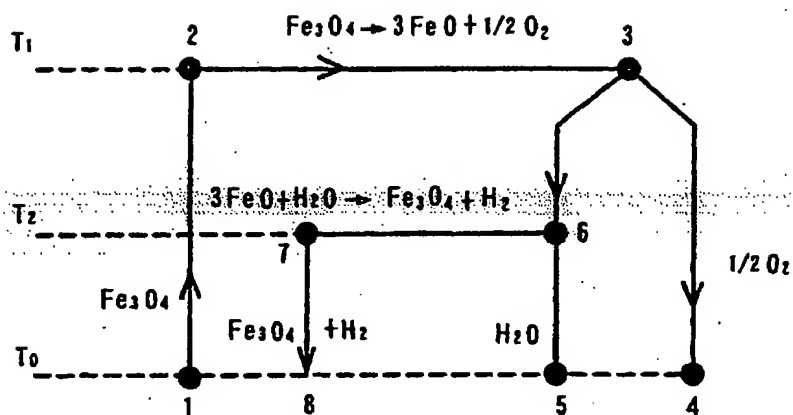 Fe₃O₄ → 3FeO + 1/2 O₂
T₁ 2 3
3FeO+H₂O → Fe₃O₄ + H₂
T₂ 7 6
1/2 O₂
Fe₃O₄
Fe₃O₄ +H₂ H₂O
T₀
1 8 5 4